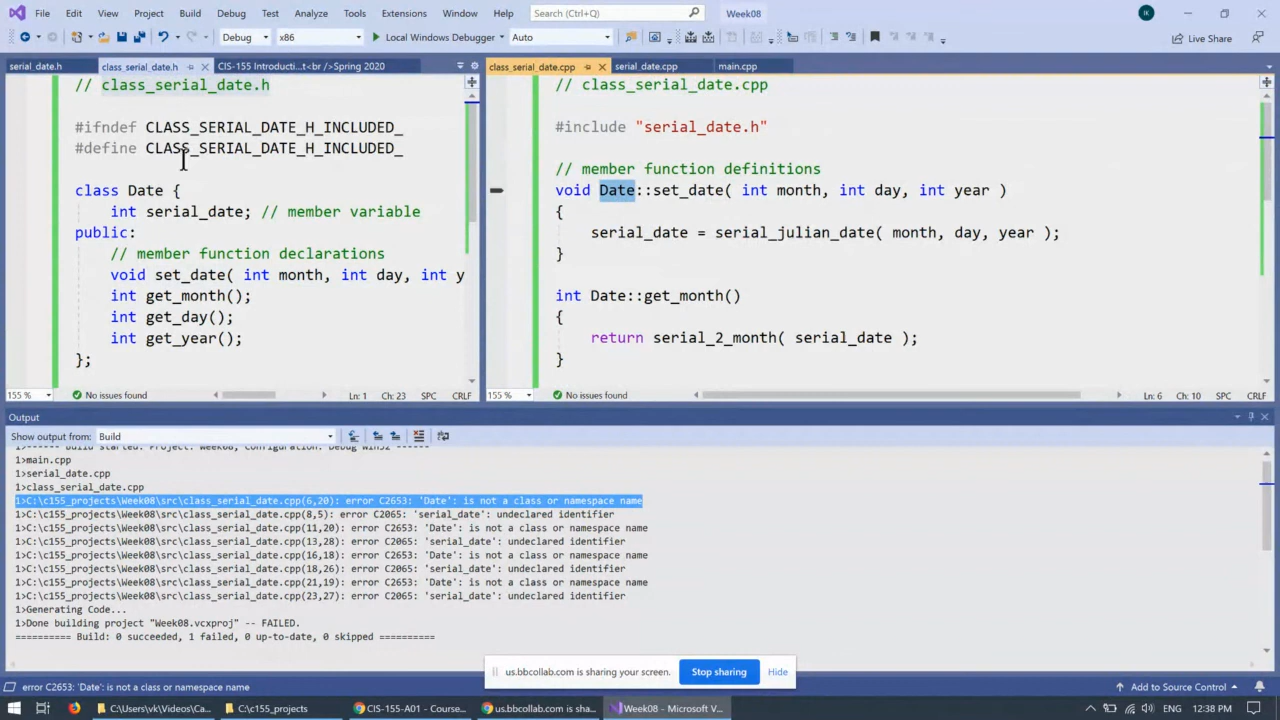 File Edit View Project Build Debug Test Analyze Tools Extensions Window Help Search (Ctrl+Q) Week08 IK
Debug x86 Local Windows Debugger Auto Live Share
serial_date.h class_serial_date.h CIS-155 Introducti...t<br />Spring 2020 class_serial_date.cpp serial_date.cpp main.cpp
// class_serial_date.h
#ifndef CLASS_SERIAL_DATE_H_INCLUDED_
#define CLASS_SERIAL_DATE_H_INCLUDED_
class Date {
int serial_date; // member variable
public:
// member function declarations
void set_date( int month, int day, int y
int get_month();
int get_day();
int get_year();
};
155 % No issues found Ln: 1 Ch: 23 SPC CRLF
// class_serial_date.cpp
#include "serial_date.h"
// member function definitions
void Date::set_date( int month, int day, int year )
{
serial_date = serial_julian_date( month, day, year );
}
int Date::get_month()
{
return serial_2_month( serial_date );
}
155 % No issues found Ln: 6 Ch: 10 SPC CRLF
Output
Show output from: Build
1>------ Build started: Project: Week08, Configuration: Debug Win32 ------
1>main.cpp
1>serial_date.cpp
1>class_serial_date.cpp
1>C:\c155_projects\Week08\src\class_serial_date.cpp(6,20): error C2653: 'Date': is not a class or namespace name
1>C:\c155_projects\Week08\src\class_serial_date.cpp(8,5): error C2065: 'serial_date': undeclared identifier
1>C:\c155_projects\Week08\src\class_serial_date.cpp(11,20): error C2653: 'Date': is not a class or namespace name
1>C:\c155_projects\Week08\src\class_serial_date.cpp(13,28): error C2065: 'serial_date': undeclared identifier
1>C:\c155_projects\Week08\src\class_serial_date.cpp(16,18): error C2653: 'Date': is not a class or namespace name
1>C:\c155_projects\Week08\src\class_serial_date.cpp(18,26): error C2065: 'serial_date': undeclared identifier
1>C:\c155_projects\Week08\src\class_serial_date.cpp(21,19): error C2653: 'Date': is not a class or namespace name
1>C:\c155_projects\Week08\src\class_serial_date.cpp(23,27): error C2065: 'serial_date': undeclared identifier
1>Generating Code...
1>Done building project "Week08.vcxproj" -- FAILED.
========== Build: 0 succeeded, 1 failed, 0 up-to-date, 0 skipped ==========
us.bbcollab.com is sharing your screen. Stop sharing Hide
error C2653: 'Date': is not a class or namespace name Add to Source Control
C:\Users\vk\Videos\Ca... C:\c155_projects CIS-155-A01 - Course... us.bbcollab.com is sha... Week08 - Microsoft V... ENG 12:38 PM